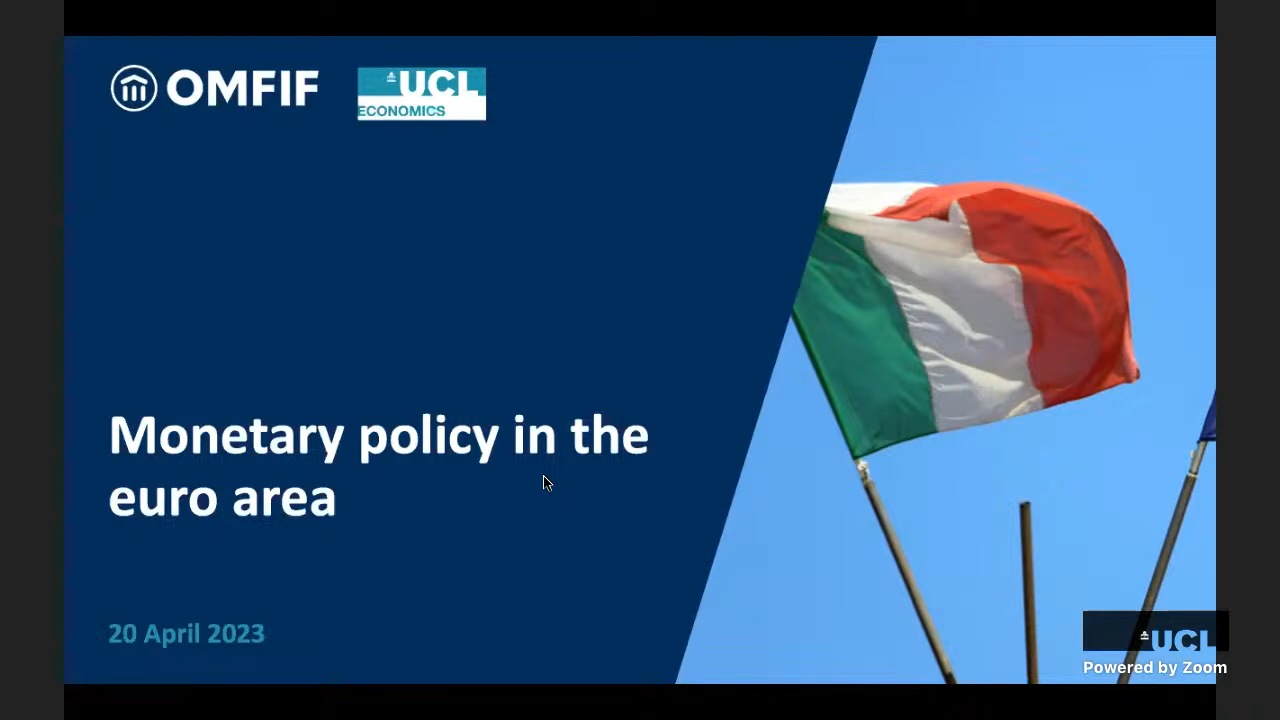 OMFIF
UCL
ECONOMICS
Monetary policy in the
euro area
20 April 2023
UCL
Powered by Zoom